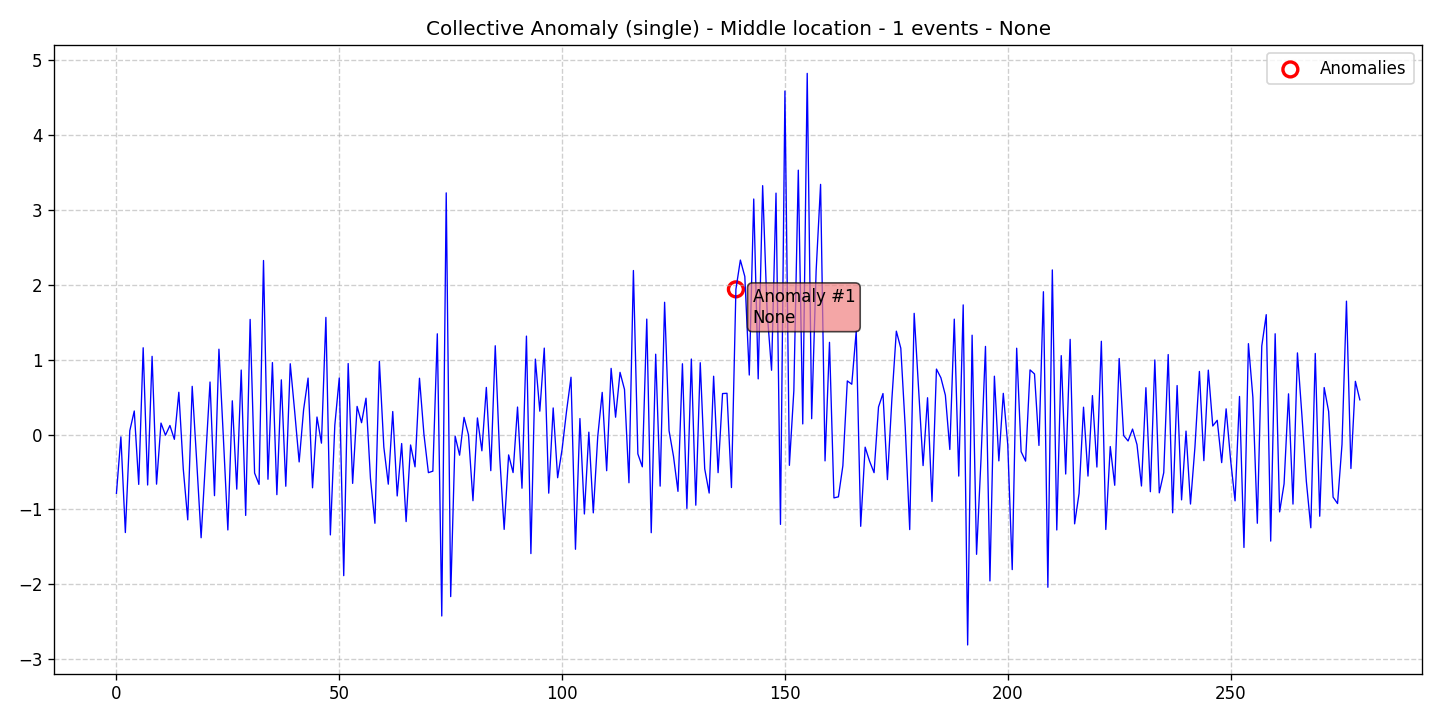 Collective Anomaly (single) - Middle location - 1 events - None
Anomalies
Anomaly #1
None
5
4
3
2
1
0
−1
−2
−3
0 50 100 150 200 250